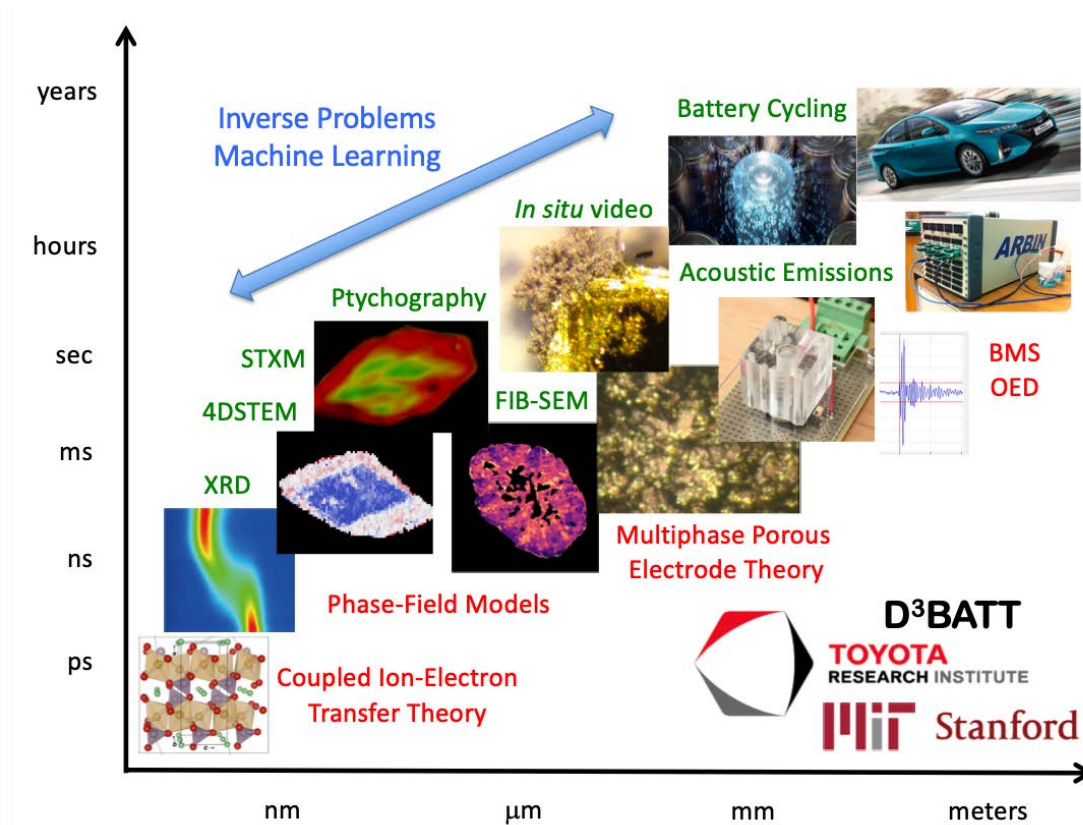 years
hours
sec
ms
ns
ps
nm
μm
mm
meters
Inverse Problems
Machine Learning
Battery Cycling
In situ video
Acoustic Emissions
Ptychography
STXM
4DSTEM
FIB-SEM
XRD
ARBIN
BMS
OED
Multiphase Porous
Electrode Theory
Phase-Field Models
Coupled Ion-Electron
Transfer Theory
D³BATT
TOYOTA
RESEARCH INSTITUTE
MiT
Stanford